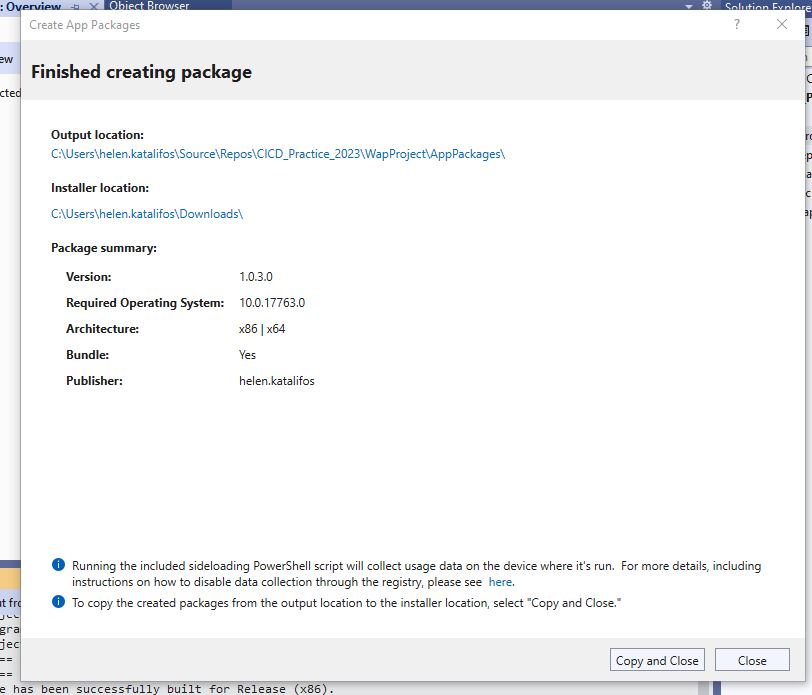 : Overview
Object Browser
Solution Explore
Create App Packages
?
ew
Finished creating package
cted
Output location:
C:\Users\helen.katalifos\Source\Repos\CICD_Practice_2023\WapProject\AppPackages\
Installer location:
C:\Users\helen.katalifos\Downloads\
Package summary:
Version: 1.0.3.0
Required Operating System: 10.0.17763.0
Architecture: x86 | x64
Bundle: Yes
Publisher: helen.katalifos
Running the included sideloading PowerShell script will collect usage data on the device where it's run. For more details, including
instructions on how to disable data collection through the registry, please see here.
To copy the created packages from the output location to the installer location, select "Copy and Close."
Copy and Close
Close
==
==
e has been successfully built for Release (x86).